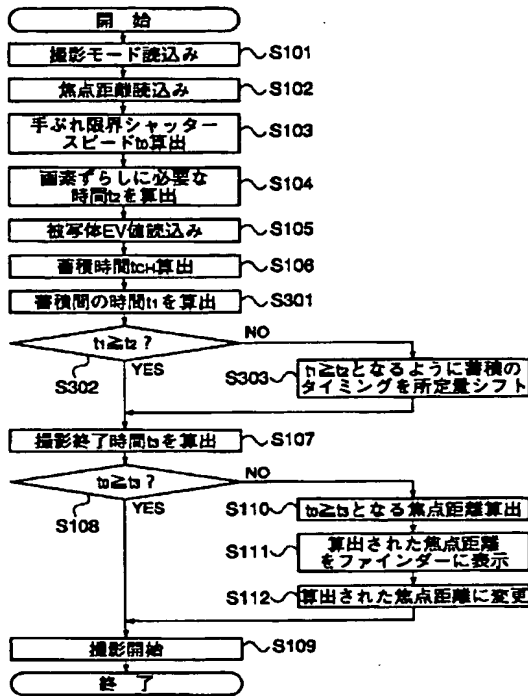 開 始
撮影モード読込み
S101
焦点距離読込み
S102
手ぶれ限界シャッター
スピードt₀算出
S103
画素ずらしに必要な
時間t₂を算出
S104
被写体EV値読込み
S105
蓄積時間tCH算出
S106
蓄積間の時間t₁を算出
S301
t₁≧t₂?
NO
S302
YES
S303
t₁≧t₂となるように蓄積の
タイミングを所定量シフト
撮影終了時間t₃を算出
S107
t₀≧t₃?
NO
S108
YES
S110
t₀≧t₃となる焦点距離算出
S111
算出された焦点距離
をファインダーに表示
S112
算出された焦点距離に変更
撮影開始
S109
終 了